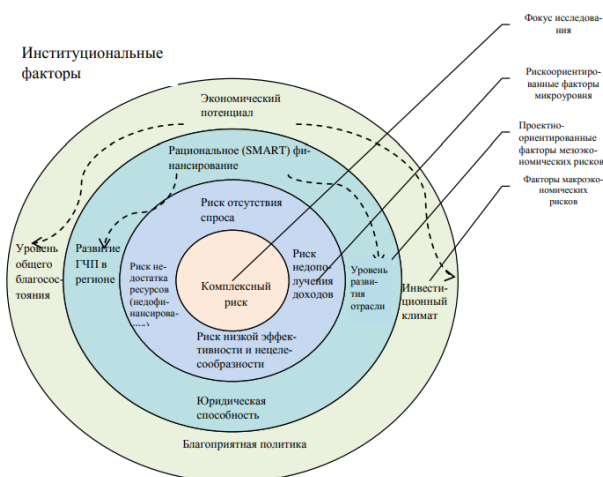 Фокус исследова-
ния
Институциональные
факторы
Рискоориентиро-
ванные факторы
микроуровня
Экономический
потенциал
Проектно-
ориентированные
факторы мезоэко-
номических рисков
Рациональное (SMART) фи-
нансирование
Факторы макроэко-
номических
рисков
Риск отсутствия
спроса
Уровень
общего
благосос-
тояния
Развитие
ГЧП в
регионе
Риск не-
достатка
ресурсов
(недофи-
нансирова-
Комплексный
риск
Риск
недопо-
лучения
доходов
Уровень
разви-
тия
отрасли
Инвести-
ционный
климат
Риск низкой эффек-
тивности и нецеле-
сообразности
Юридическая
способность
Благоприятная политика